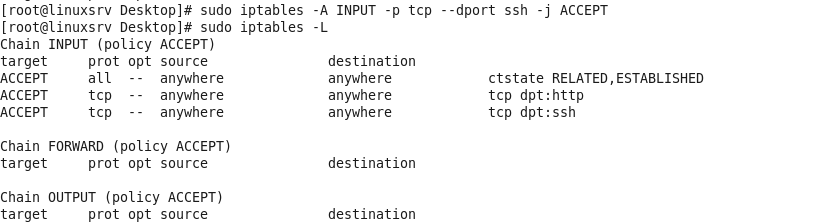 [root@linuxsrv Desktop]# sudo iptables -A INPUT -p tcp --dport ssh -j ACCEPT
[root@linuxsrv Desktop]# sudo iptables -L
Chain INPUT (policy ACCEPT)
target     prot opt source               destination
ACCEPT     all  --  anywhere             anywhere            ctstate RELATED,ESTABLISHED
ACCEPT     tcp  --  anywhere             anywhere            tcp dpt:http
ACCEPT     tcp  --  anywhere             anywhere            tcp dpt:ssh

Chain FORWARD (policy ACCEPT)
target     prot opt source               destination

Chain OUTPUT (policy ACCEPT)
target     prot opt source               destination